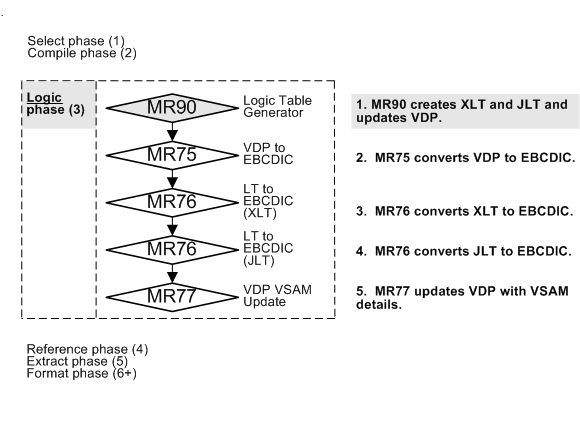 .
Select phase (1)
Compile phase (2)
Logic
phase (3)
MR90
Logic Table
Generator
1. MR90 creates XLT and JLT and
updates VDP.
MR75
VDP to
EBCDIC
2. MR75 converts VDP to EBCDIC.
MR76
LT to
EBCDIC
(XLT)
3. MR76 converts XLT to EBCDIC.
MR76
LT to
EBCDIC
(JLT)
4. MR76 converts JLT to EBCDIC.
MR77
VDP VSAM
Update
5. MR77 updates VDP with VSAM
details.
Reference phase (4)
Extract phase (5)
Format phase (6+)